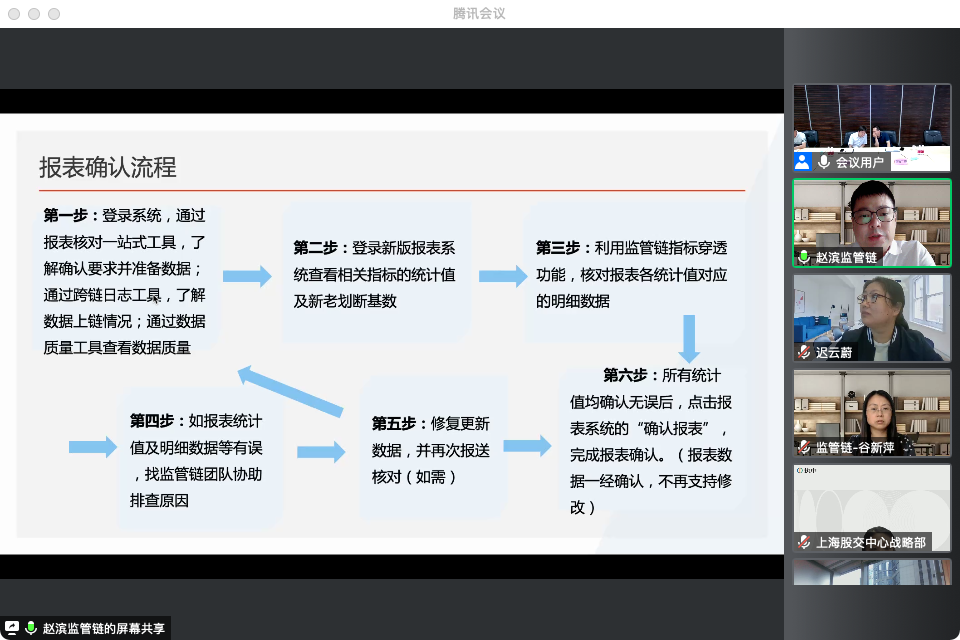 腾讯会议
报表确认流程
第一步：登录系统，通过
报表核对一站式工具，了
解确认要求并准备数据；
通过跨链日志工具，了解
数据上链情况；通过数据
质量工具查看数据质量
第二步：登录新版报表系
统查看相关指标的统计值
及新老划断基数
第三步：利用监管链指标穿透
功能，核对报表各统计值对应
的明细数据
第四步：如报表统计
值及明细数据等有误
，找监管链团队协助
排查原因
第五步：修复更新
数据，并再次报送
核对（如需）
第六步：所有统计
值均确认无误后，点击报
表系统的“确认报表”，
完成报表确认。（报表数
据一经确认，不再支持修
改）
会议用户
赵滨监管链
迟云蔚
监管链-谷新萍
上海股交中心战略部
赵滨监管链的屏幕共享